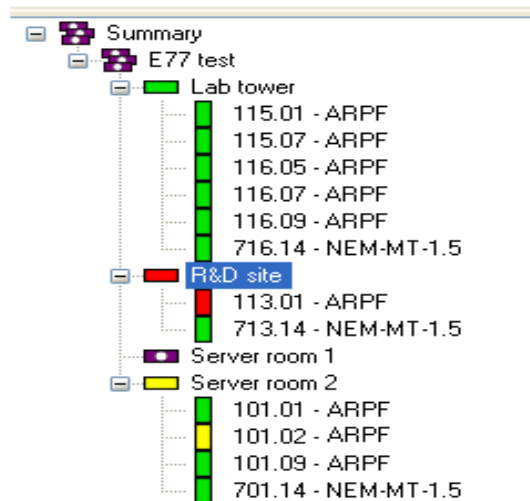 Summary
E77 test
Lab tower
115.01 - ARPF
115.07 - ARPF
116.05 - ARPF
116.07 - ARPF
116.09 - ARPF
716.14 - NEM-MT-1.5
R&D site
113.01 - ARPF
713.14 - NEM-MT-1.5
Server room 1
Server room 2
101.01 - ARPF
101.02 - ARPF
101.09 - ARPF
701.14 - NEM-MT-1.5